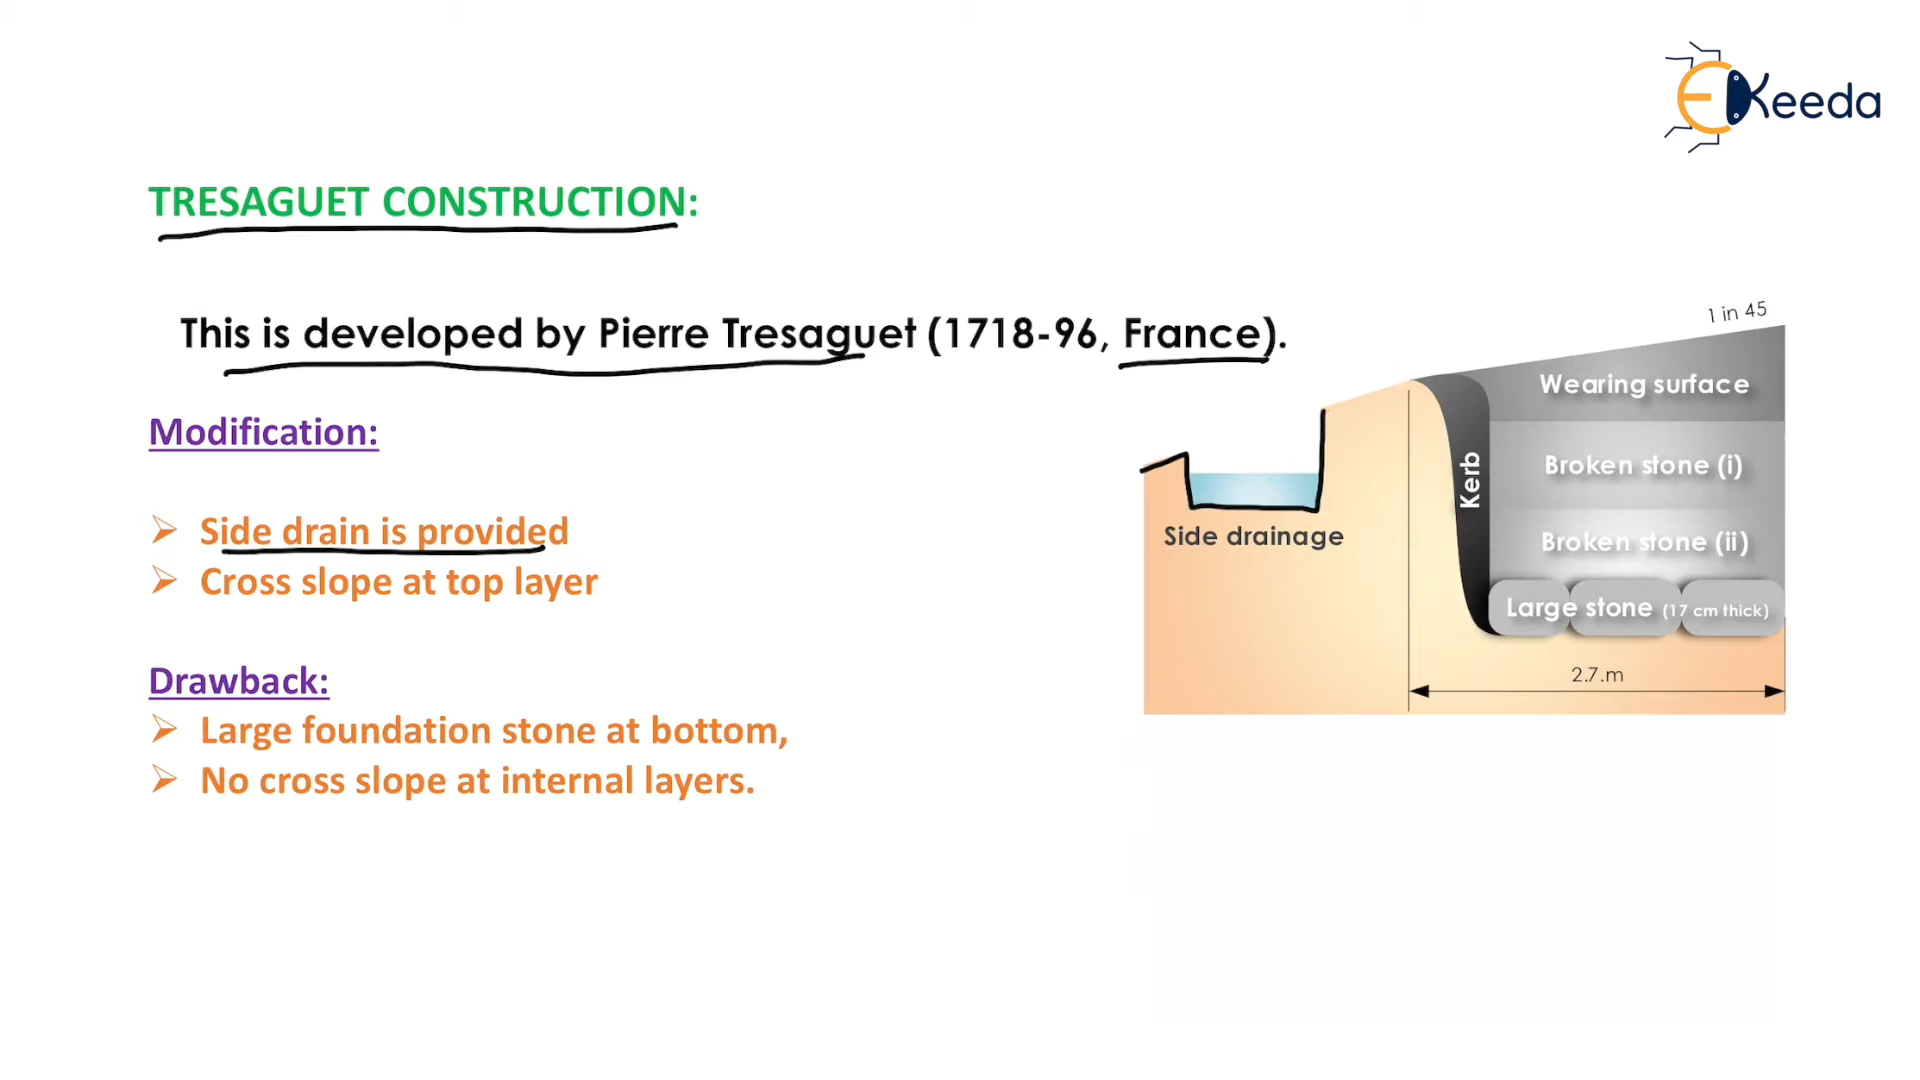 EKeeda
TRESAGUET CONSTRUCTION:
This is developed by Pierre Tresaguet (1718-96, France).
Modification:
➢ Side drain is provided
➢ Cross slope at top layer
Drawback:
➢ Large foundation stone at bottom,
➢ No cross slope at internal layers.
1 in 45
Wearing surface
Kerb
Broken stone (i)
Broken stone (ii)
Side drainage
Large stone (17 cm thick)
2.7.m